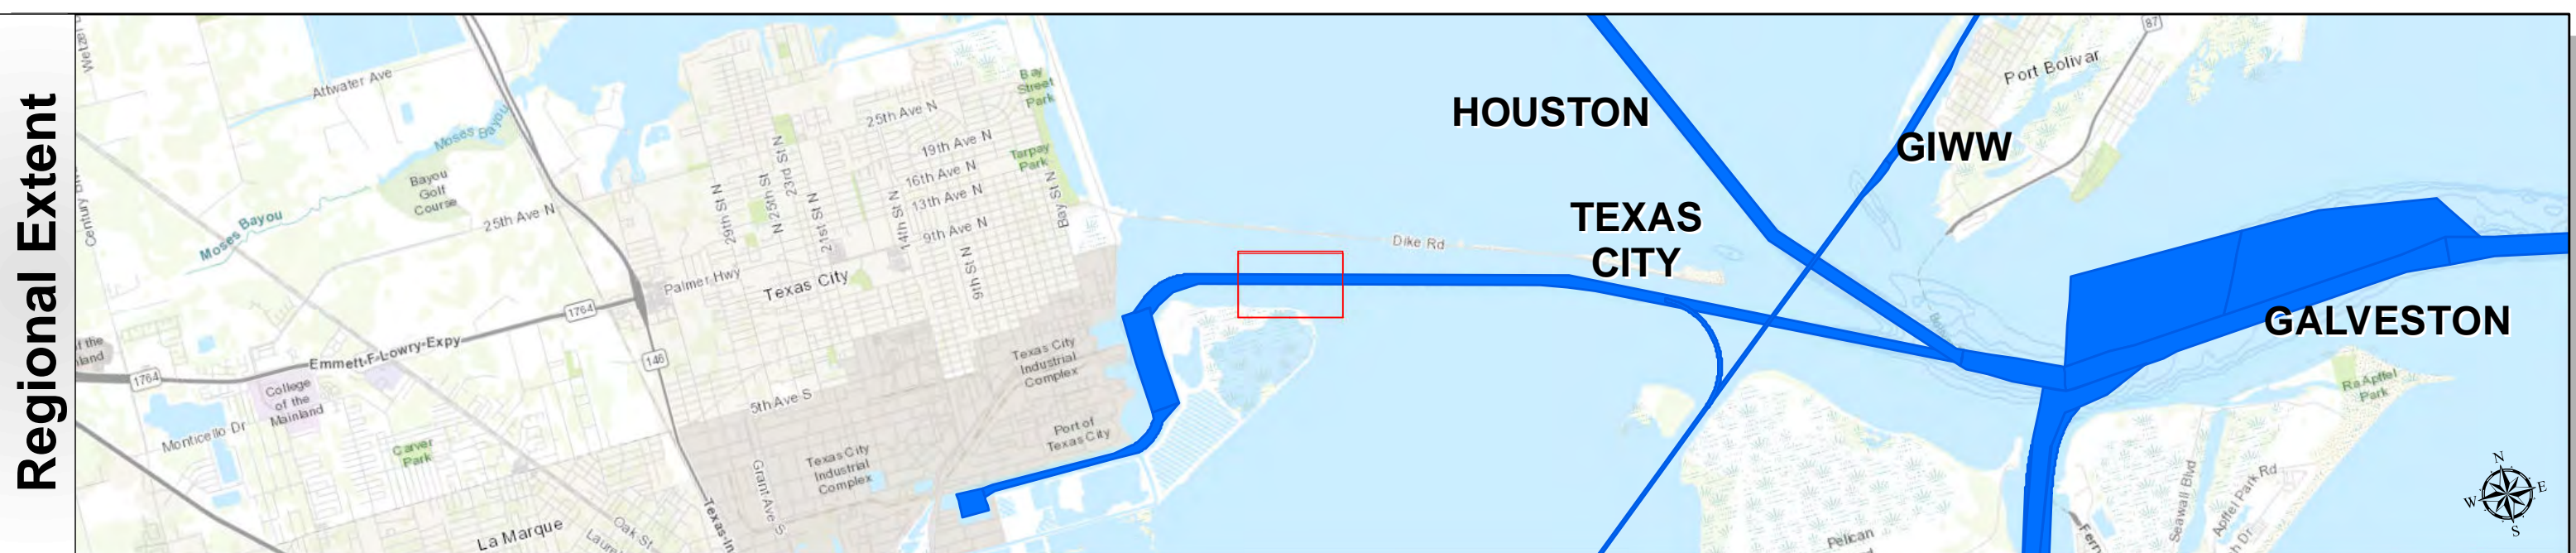 Regional Extent
Attwater Ave
Moses Bayou
Bayou
Golf
Course
25th Ave N
Moses Bayou
Palmer Hwy
1764
Emmett-F-Lowry-Expy
1764
146
College
of the
Mainland
Monticello Dr
Carver
Park
La Marque
Oak St
Grant Ave S
5th Ave S
Texas City
Industrial
Complex
Port of
Texas City
Texas City
Industrial
Complex
Texas City
29th St N
N 25th St
23rd St N
21st St N
14th St N
9th St N
Bay St N
25th Ave N
19th Ave N
16th Ave N
13th Ave N
9th Ave N
Bay
Street
Park
Tarpay
Park
Dike Rd
HOUSTON
TEXAS
CITY
GIWW
GALVESTON
Port Bolivar
87
Ra Apffel
Park
Seawall Blvd
Apffel Park Rd
Pelican
N
W
E
S